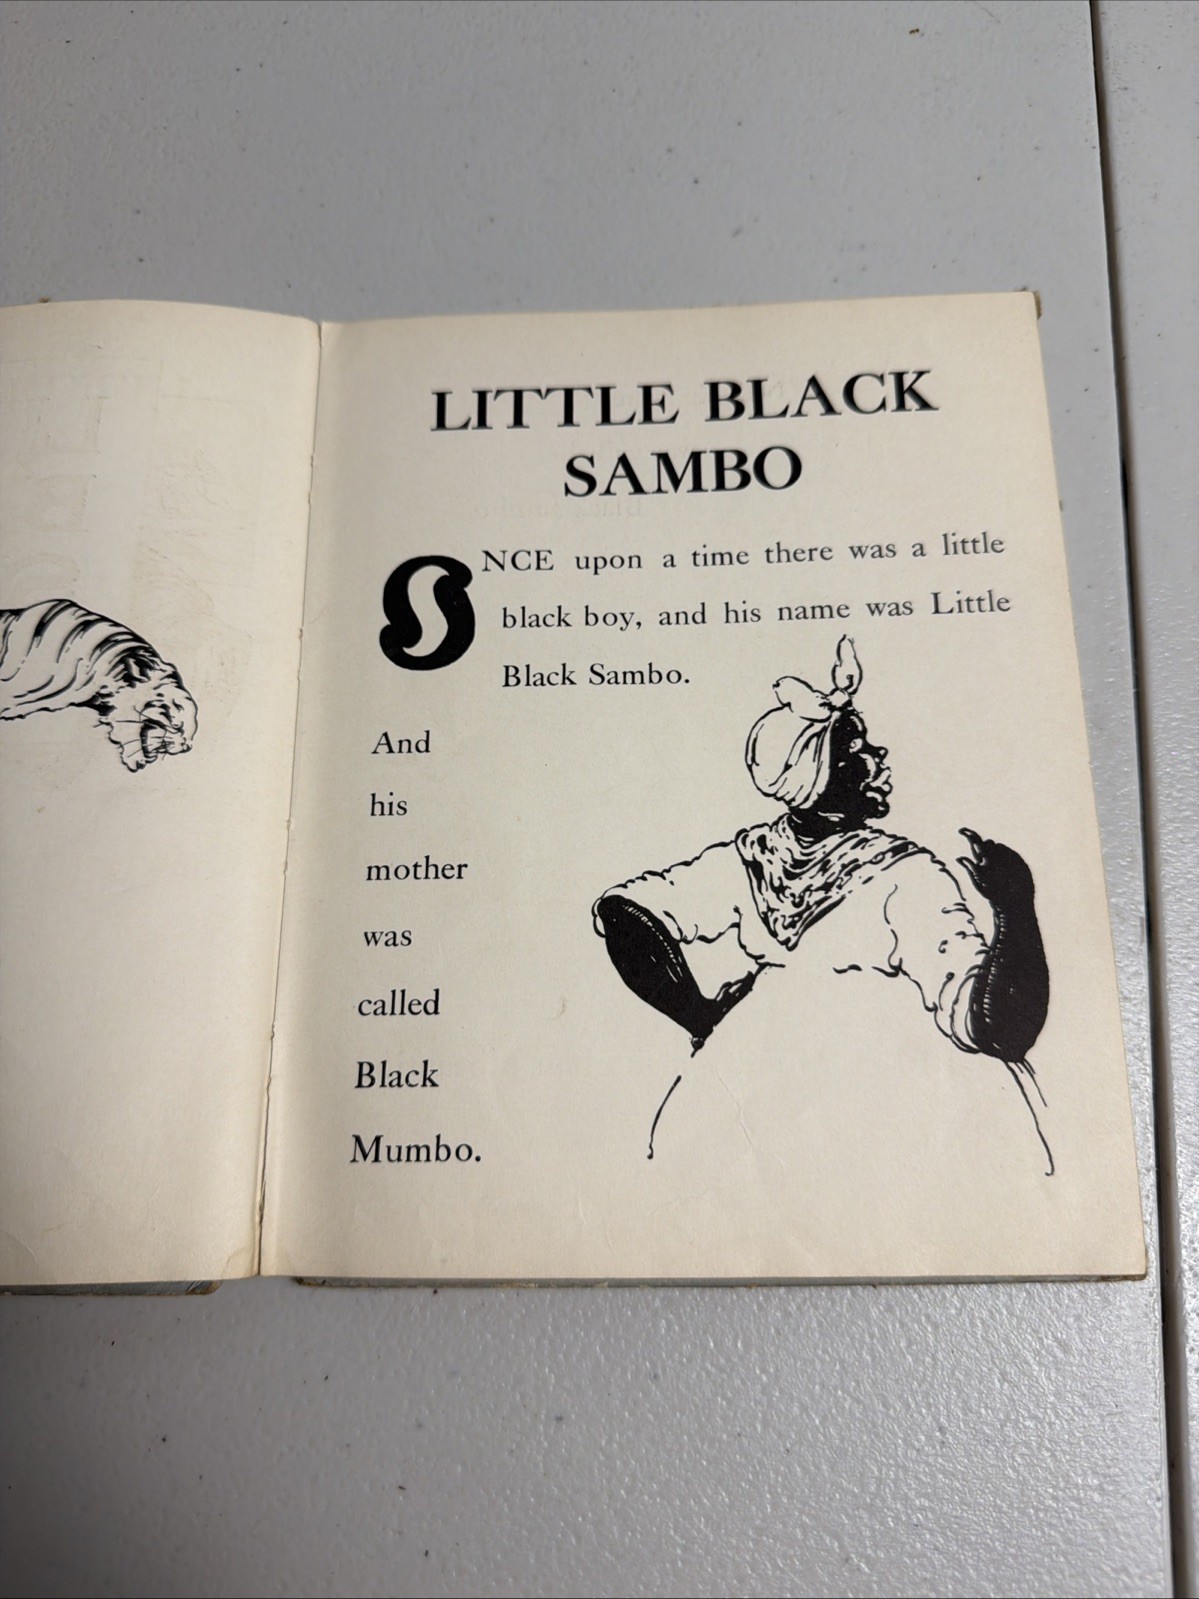 LITTLE BLACK
SAMBO
ONCE upon a time there was a little
black boy, and his name was Little
Black Sambo.
And
his
mother
was
called
Black
Mumbo.